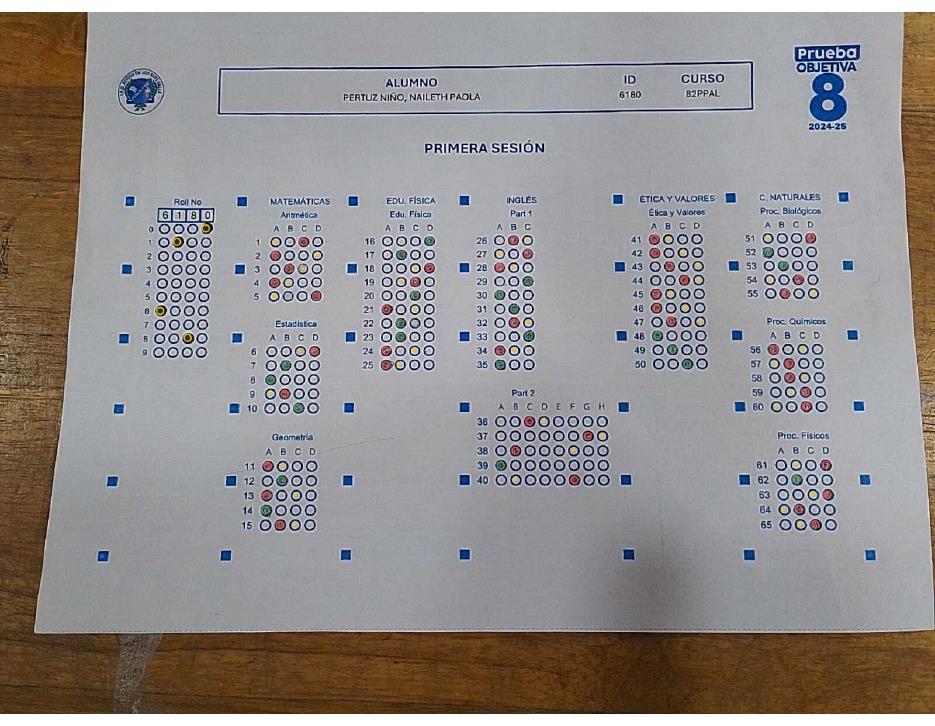 Prueba
OBJETIVA
8
2024-25
ALUMNO ID CURSO
PERTUZ NIÑO, NAILETH PAOLA 6180 82PPAL
PRIMERA SESIÓN
Roll No
6 1 8 0
0
1
2
3
4
5
6
7
8
9
MATEMÁTICAS
Aritmética
A B C D
1
2
3
4
5
Estadística
A B C D
6
7
8
9
10
Geometría
A B C D
11
12
13
14
15
EDU. FÍSICA
Edu. Física
A B C D
16
17
18
19
20
21
22
23
24
25
INGLÉS
Part 1
A B C
26
27
28
29
30
31
32
33
34
35
Part 2
A B C D E F G H
36
37
38
39
40
ÉTICA Y VALORES
Ética y Valores
A B C D
41
42
43
44
45
46
47
48
49
50
C. NATURALES
Proc. Biológicos
A B C D
51
52
53
54
55
Proc. Químicos
A B C D
56
57
58
59
60
Proc. Físicos
A B C D
61
62
63
64
65